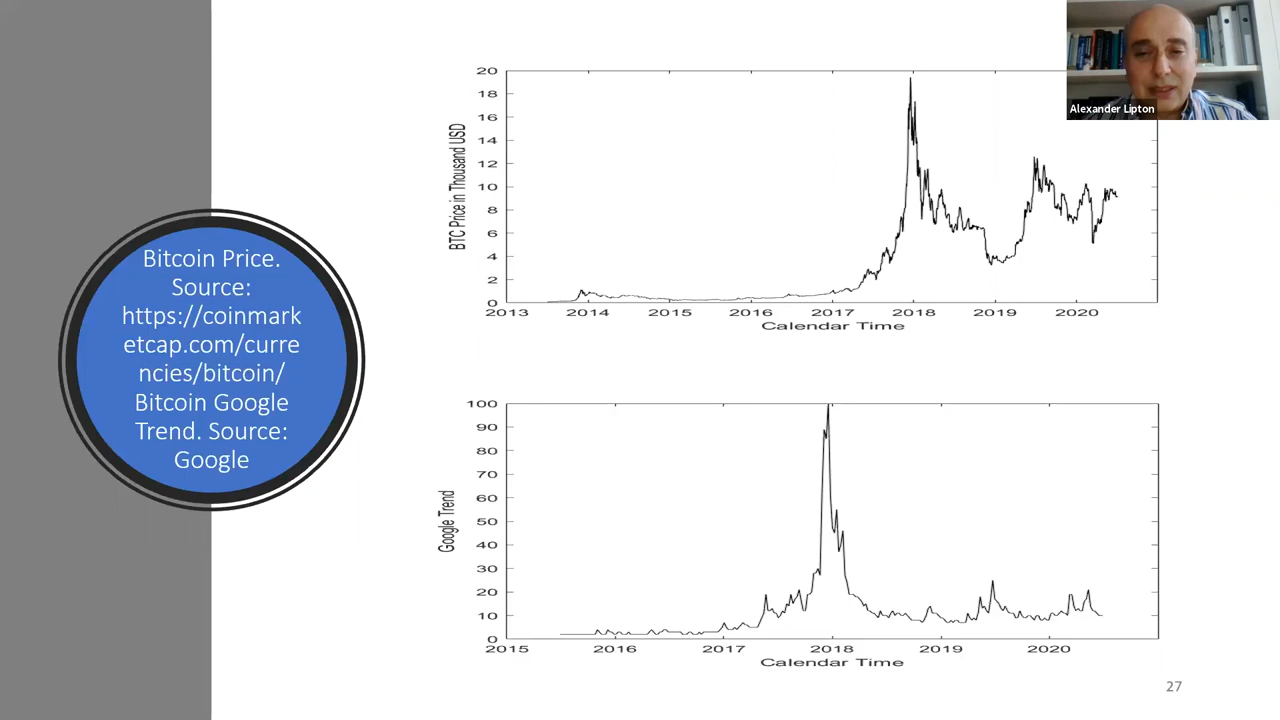 Bitcoin Price.
Source:
https://coinmark
etcap.com/curre
ncies/bitcoin/
Bitcoin Google
Trend. Source:
Google
BTC Price in Thousand USD
20
18
16
14
12
10
8
6
4
2
0
2013 2014 2015 2016 2017 2018 2019 2020
Calendar Time
Alexander Lipton
Google Trend
100
90
80
70
60
50
40
30
20
10
0
2015 2016 2017 2018 2019 2020
Calendar Time
27